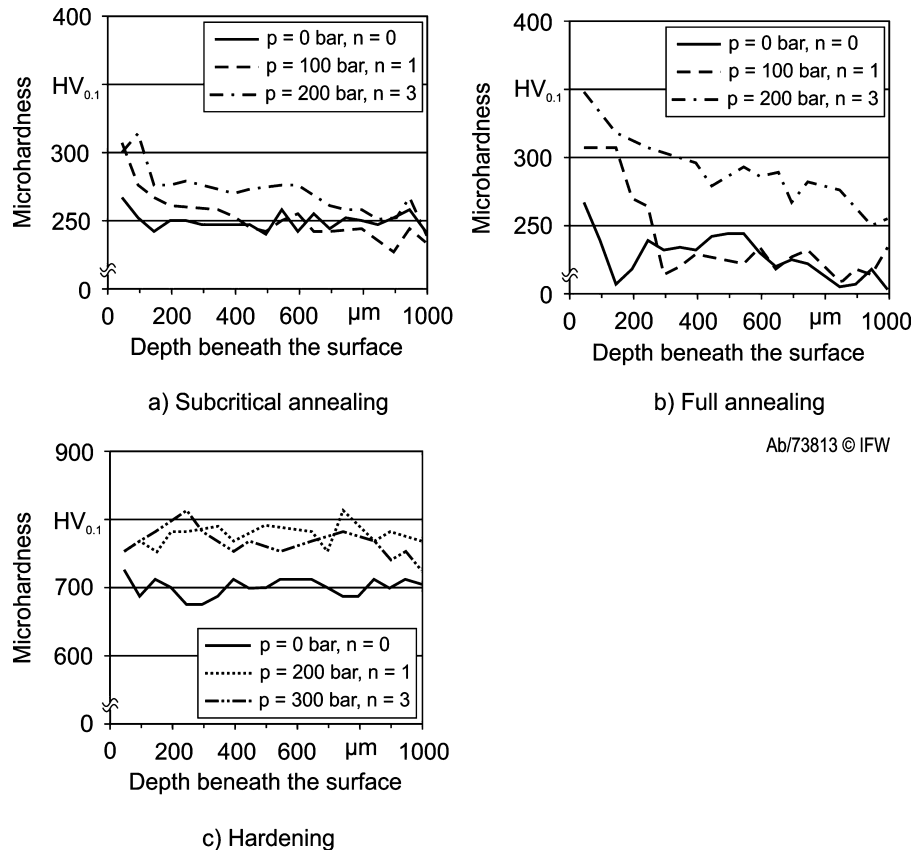 400
HV0.1
300
250
0
Microhardness
p = 0 bar, n = 0
p = 100 bar, n = 1
p = 200 bar, n = 3
0 200 400 600 µm 1000
Depth beneath the surface
a) Subcritical annealing
400
HV0.1
300
250
0
Microhardness
p = 0 bar, n = 0
p = 100 bar, n = 1
p = 200 bar, n = 3
0 200 400 600 µm 1000
Depth beneath the surface
b) Full annealing
Ab/73813 © IFW
900
HV0.1
700
600
0
Microhardness
p = 0 bar, n = 0
p = 200 bar, n = 1
p = 300 bar, n = 3
0 200 400 600 µm 1000
Depth beneath the surface
c) Hardening